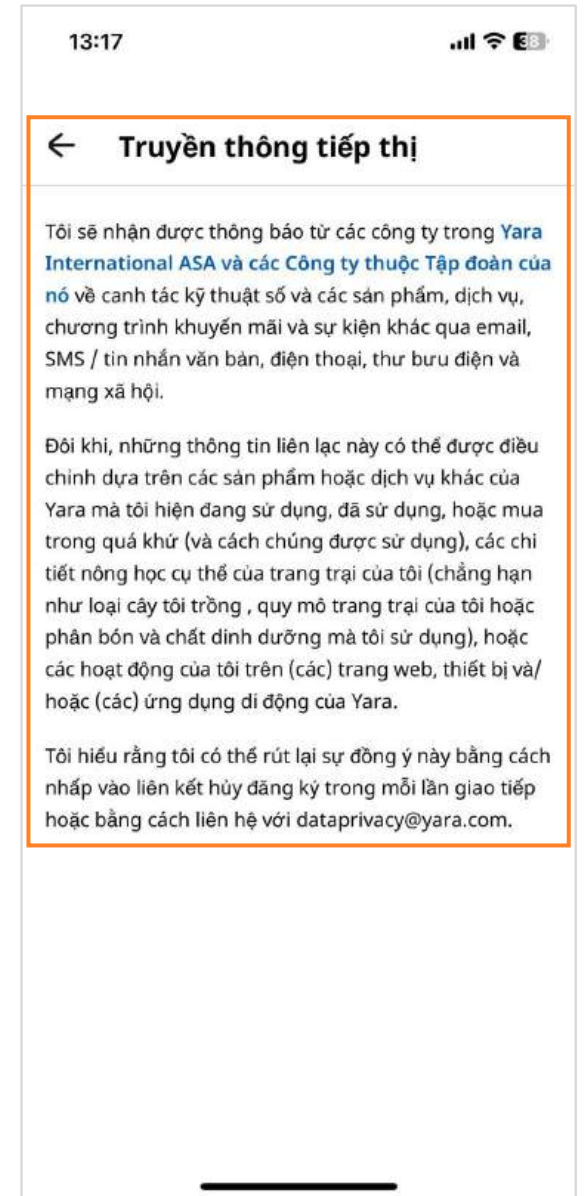 13:17
38
← Truyền thông tiếp thị
Tôi sẽ nhận được thông báo từ các công ty trong Yara
International ASA và các Công ty thuộc Tập đoàn của
nó về canh tác kỹ thuật số và các sản phẩm, dịch vụ,
chương trình khuyến mãi và sự kiện khác qua email,
SMS / tin nhắn văn bản, điện thoại, thư bưu điện và
mạng xã hội.
Đôi khi, những thông tin liên lạc này có thể được điều
chỉnh dựa trên các sản phẩm hoặc dịch vụ khác của
Yara mà tôi hiện đang sử dụng, đã sử dụng, hoặc mua
trong quá khứ (và cách chúng được sử dụng), các chi
tiết nông học cụ thể của trang trại của tôi (chẳng hạn
như loại cây tôi trồng , quy mô trang trại của tôi hoặc
phân bón và chất dinh dưỡng mà tôi sử dụng), hoặc
các hoạt động của tôi trên (các) trang web, thiết bị và/
hoặc (các) ứng dụng di động của Yara.
Tôi hiểu rằng tôi có thể rút lại sự đồng ý này bằng cách
nhấp vào liên kết hủy đăng ký trong mỗi lần giao tiếp
hoặc bằng cách liên hệ với dataprivacy@yara.com.